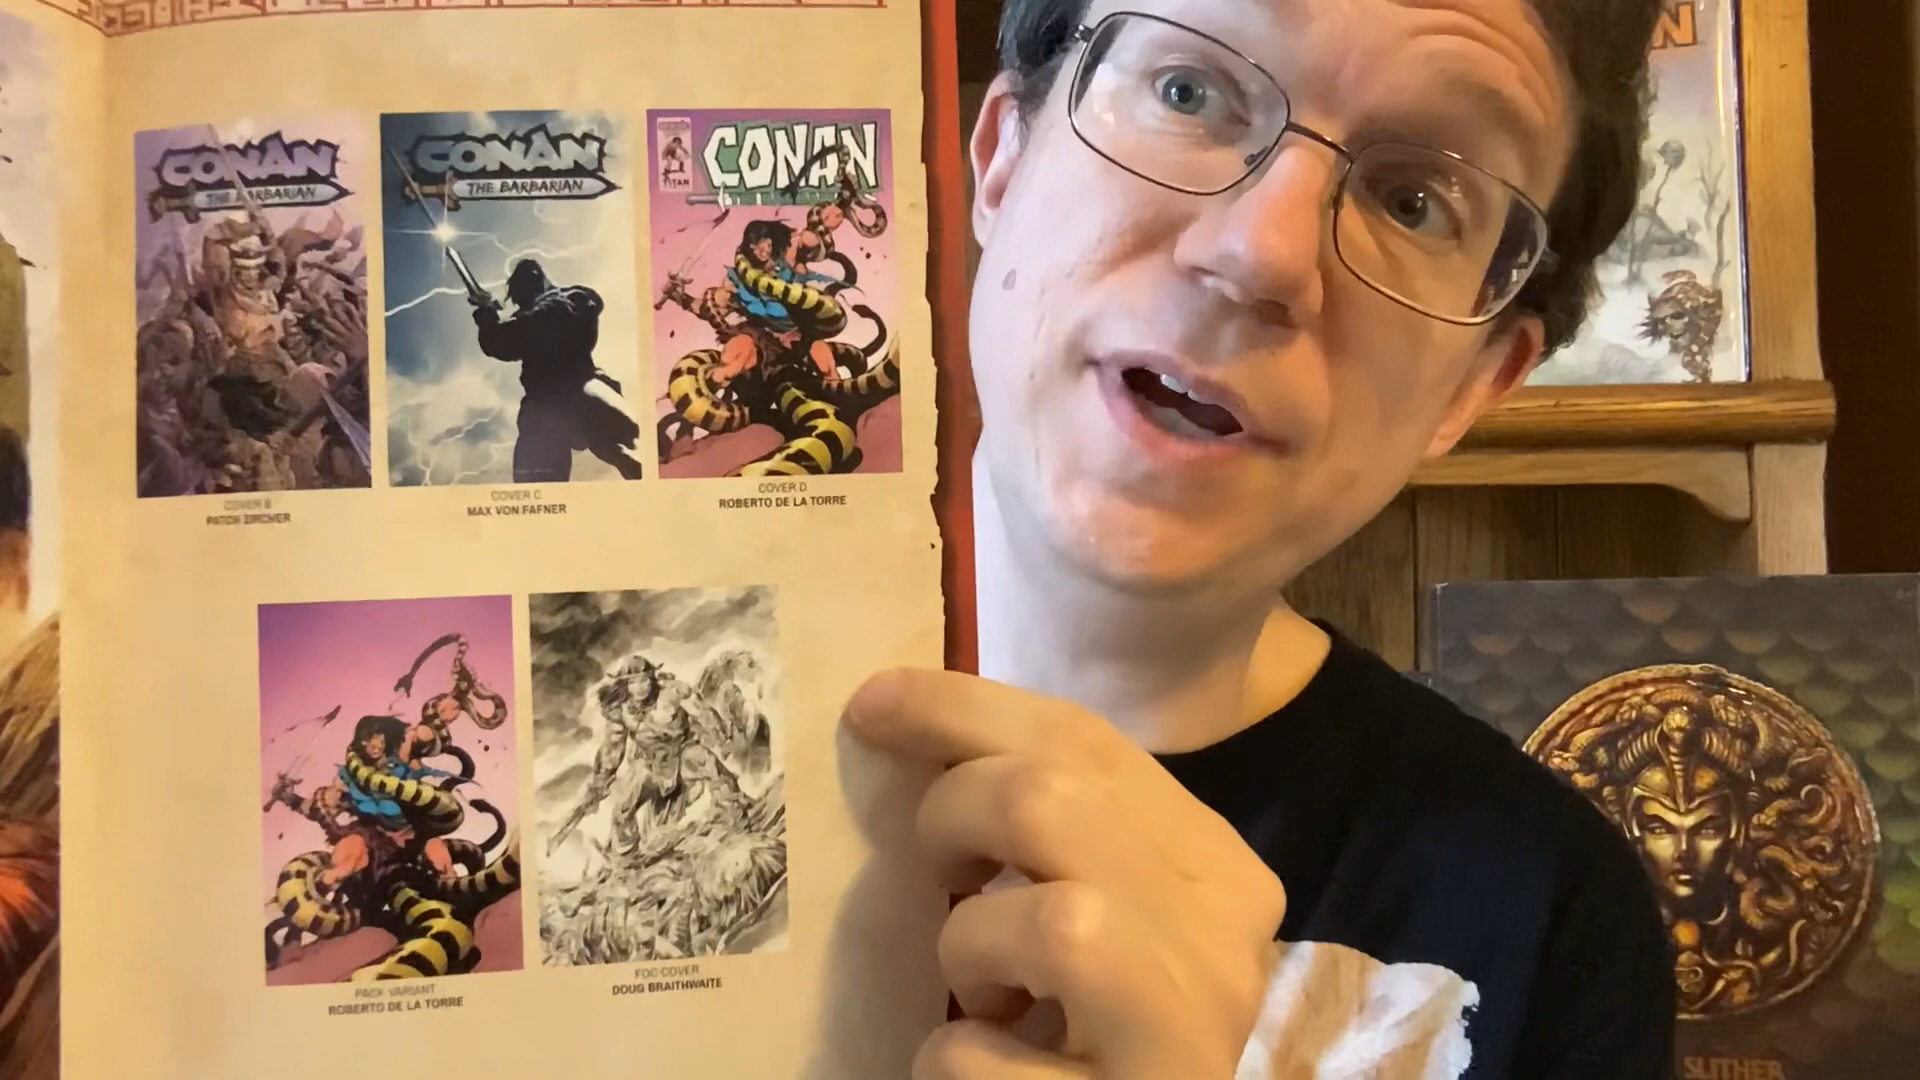 CONAN
THE BARBARIAN
CONAN
THE BARBARIAN
TITAN
CONAN
COVER B
PATCH ZIRCHER
COVER C
MAX VON FAFNER
COVER D
ROBERTO DE LA TORRE
PACK VARIANT
ROBERTO DE LA TORRE
FOC COVER
DOUG BRAITHWAITE
SLITHER